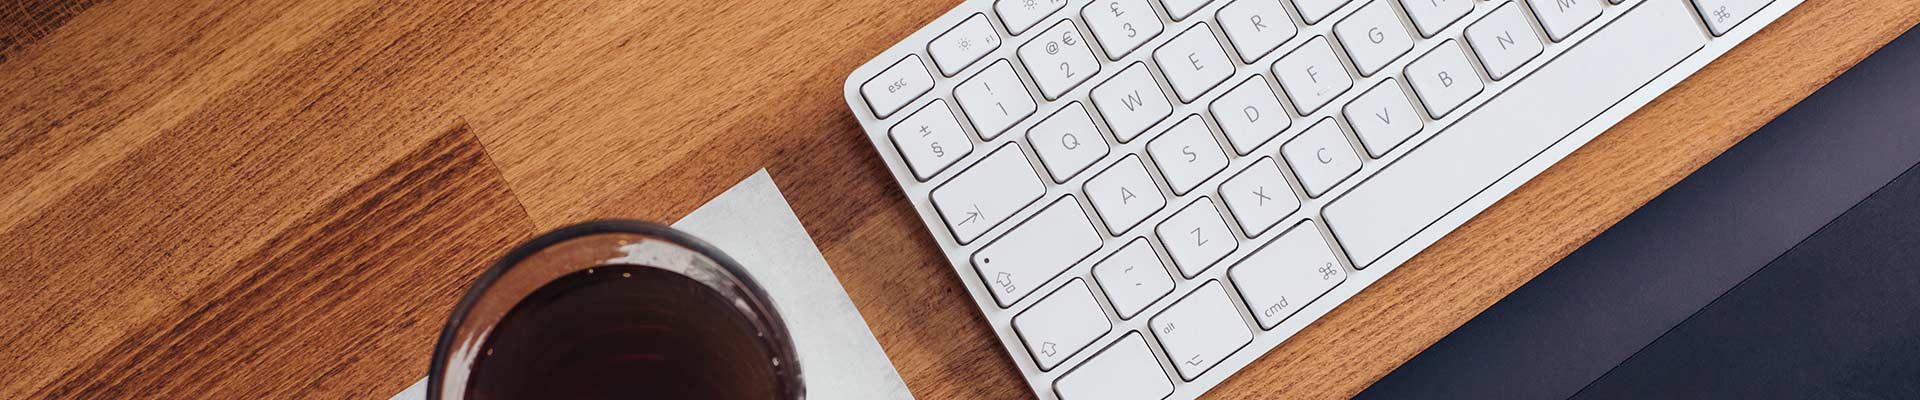 esc F1
± § ! 1 @ € 2 £ 3
Q W E R
A S D F G
~ Z X C V B N M
alt cmd ⌘ ⌘